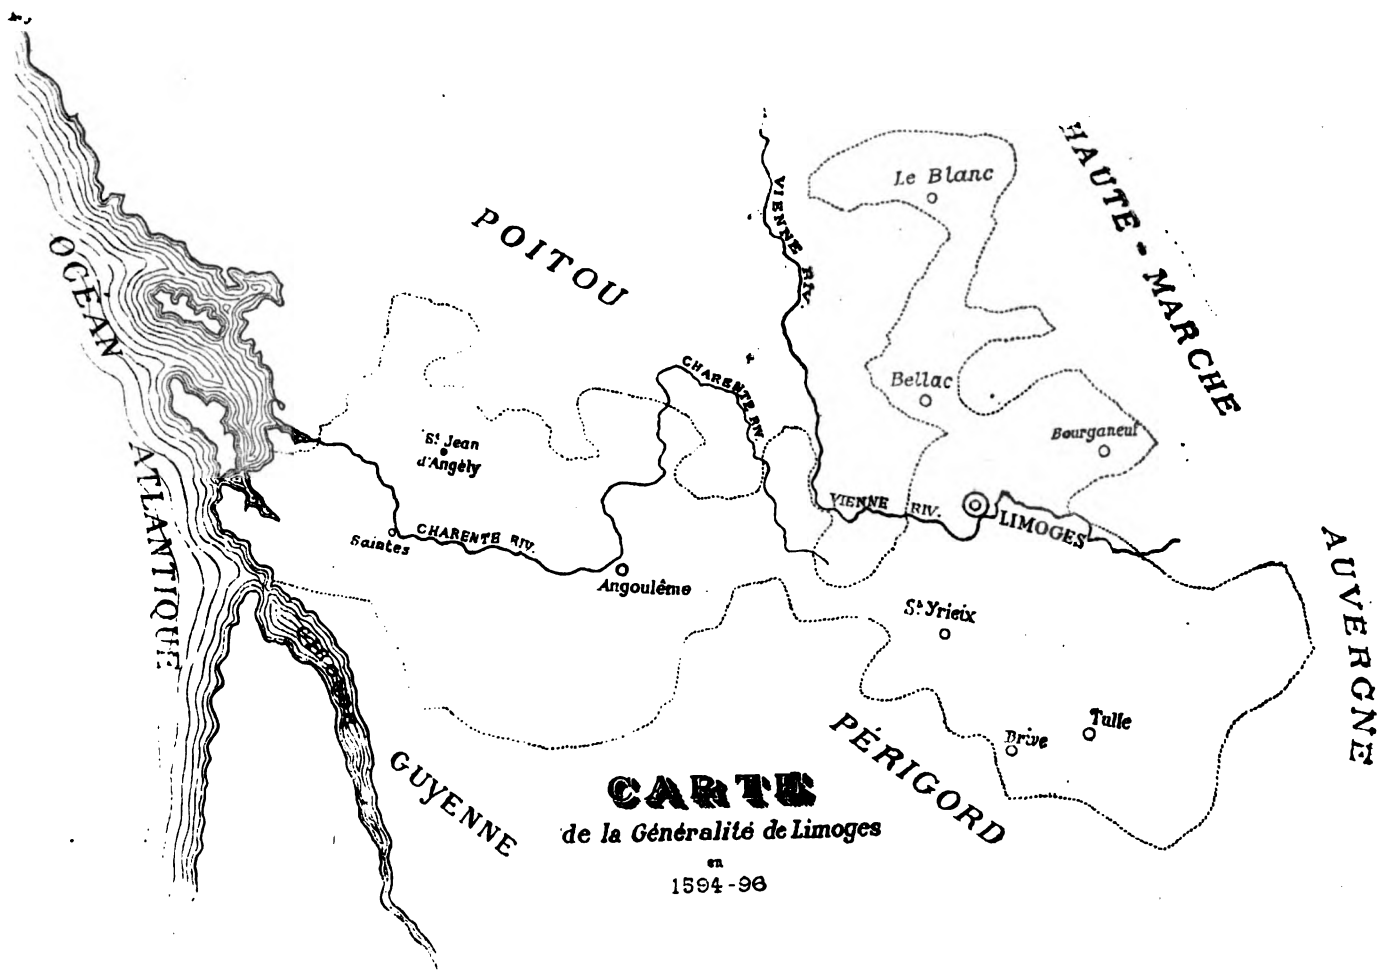 OCÉAN
ATLANTIQUE
POITOU
HAUTE - MARCHE
VIENNE RIV.
Le Blanc
Bellac
Bourganeuf
CHARENTE RIV.
St Jean
d'Angély
VIENNE RIV.
LIMOGES
Saintes
CHARENTE RIV.
Angoulême
St Yrieix
AUVERGNE
Tulle
Brive
PÉRIGORD
GUYENNE
CARTE
de la Généralité de Limoges
en
1594-96